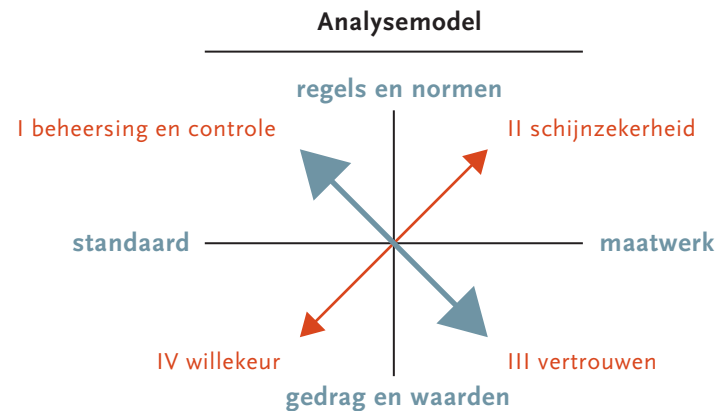 Analysemodel
regels en normen
I beheersing en controle
II schijnzekerheid
standaard
maatwerk
IV willekeur
III vertrouwen
gedrag en waarden